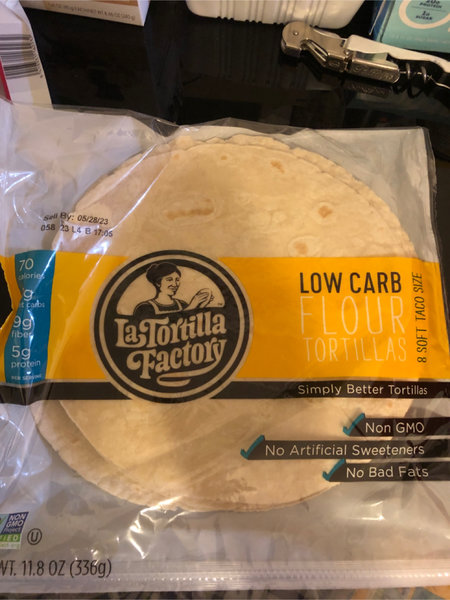 Sell By: 05/28/23
058 23 L4 B 17:05
70
calories
g
9g
fiber
5g
protein
PER SERVING
La Tortilla
Factory
LOW CARB
FLOUR
TORTILLAS
8 SOFT TACO SIZE
Simply Better Tortillas
Non GMO
No Artificial Sweeteners
No Bad Fats
NON
GMO
WT. 11.8 OZ (336g)